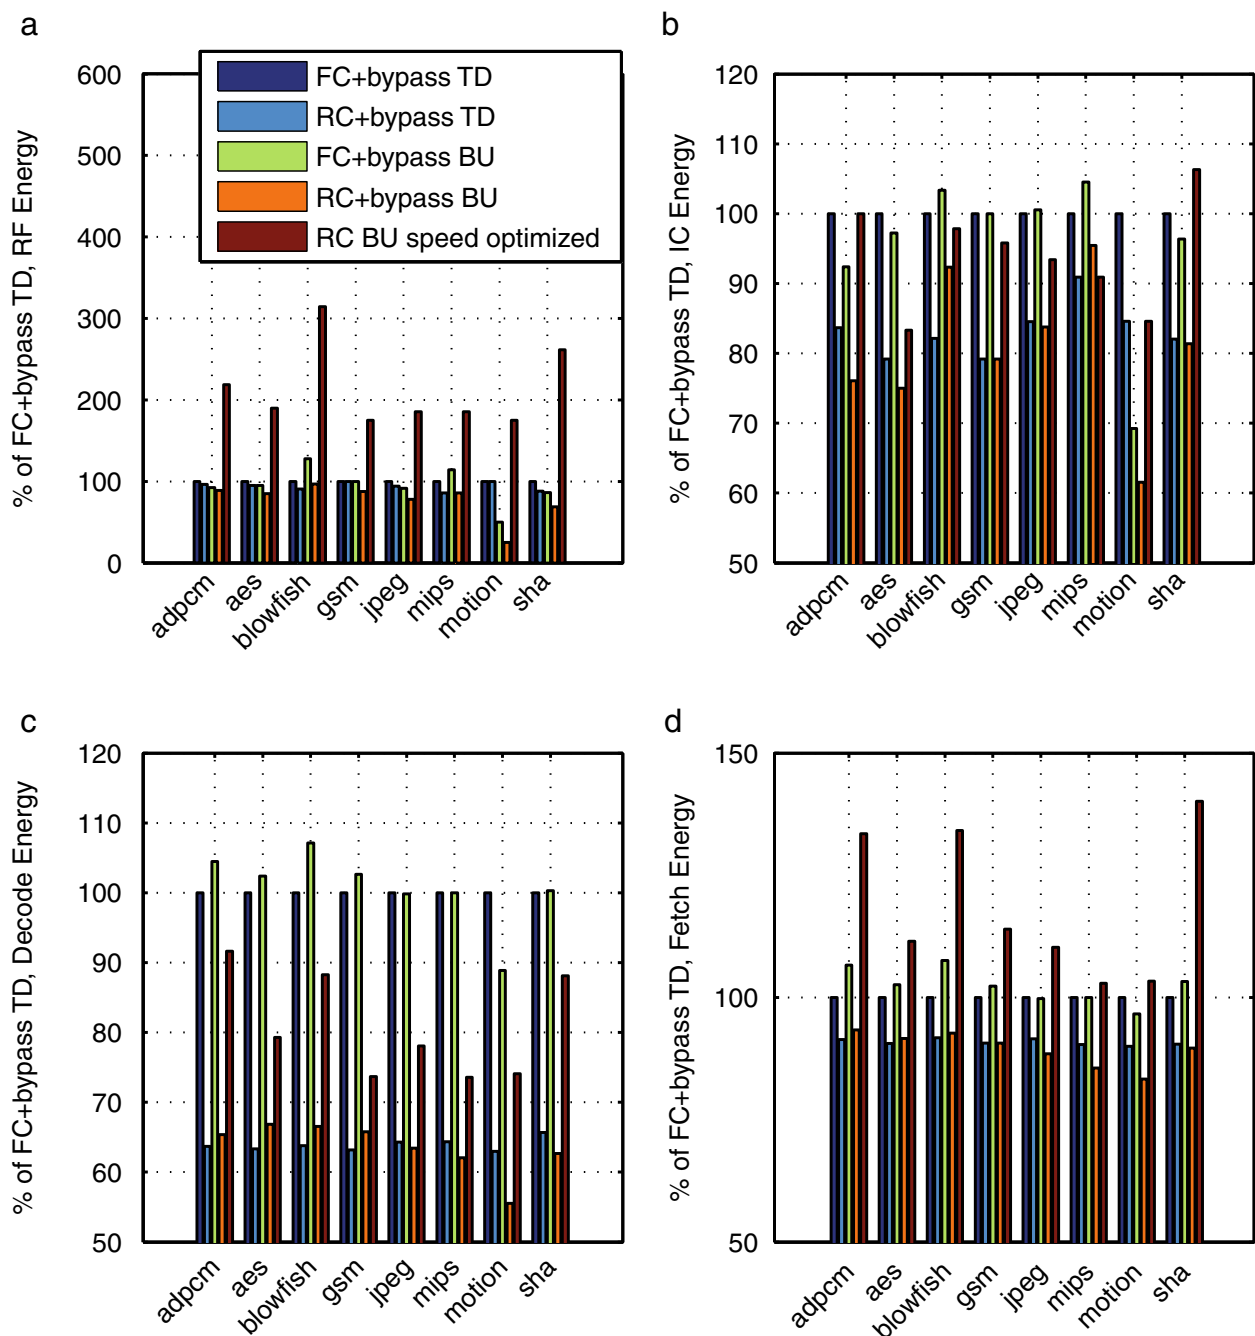 a
% of FC+bypass TD, RF Energy
600
500
400
300
200
100
0
FC+bypass TD
RC+bypass TD
FC+bypass BU
RC+bypass BU
RC BU speed optimized
adpcm
aes
blowfish
gsm
jpeg
mips
motion
sha
b
% of FC+bypass TD, IC Energy
120
110
100
90
80
70
60
50
adpcm
aes
blowfish
gsm
jpeg
mips
motion
sha
c
% of FC+bypass TD, Decode Energy
120
110
100
90
80
70
60
50
adpcm
aes
blowfish
gsm
jpeg
mips
motion
sha
d
% of FC+bypass TD, Fetch Energy
150
100
50
adpcm
aes
blowfish
gsm
jpeg
mips
motion
sha